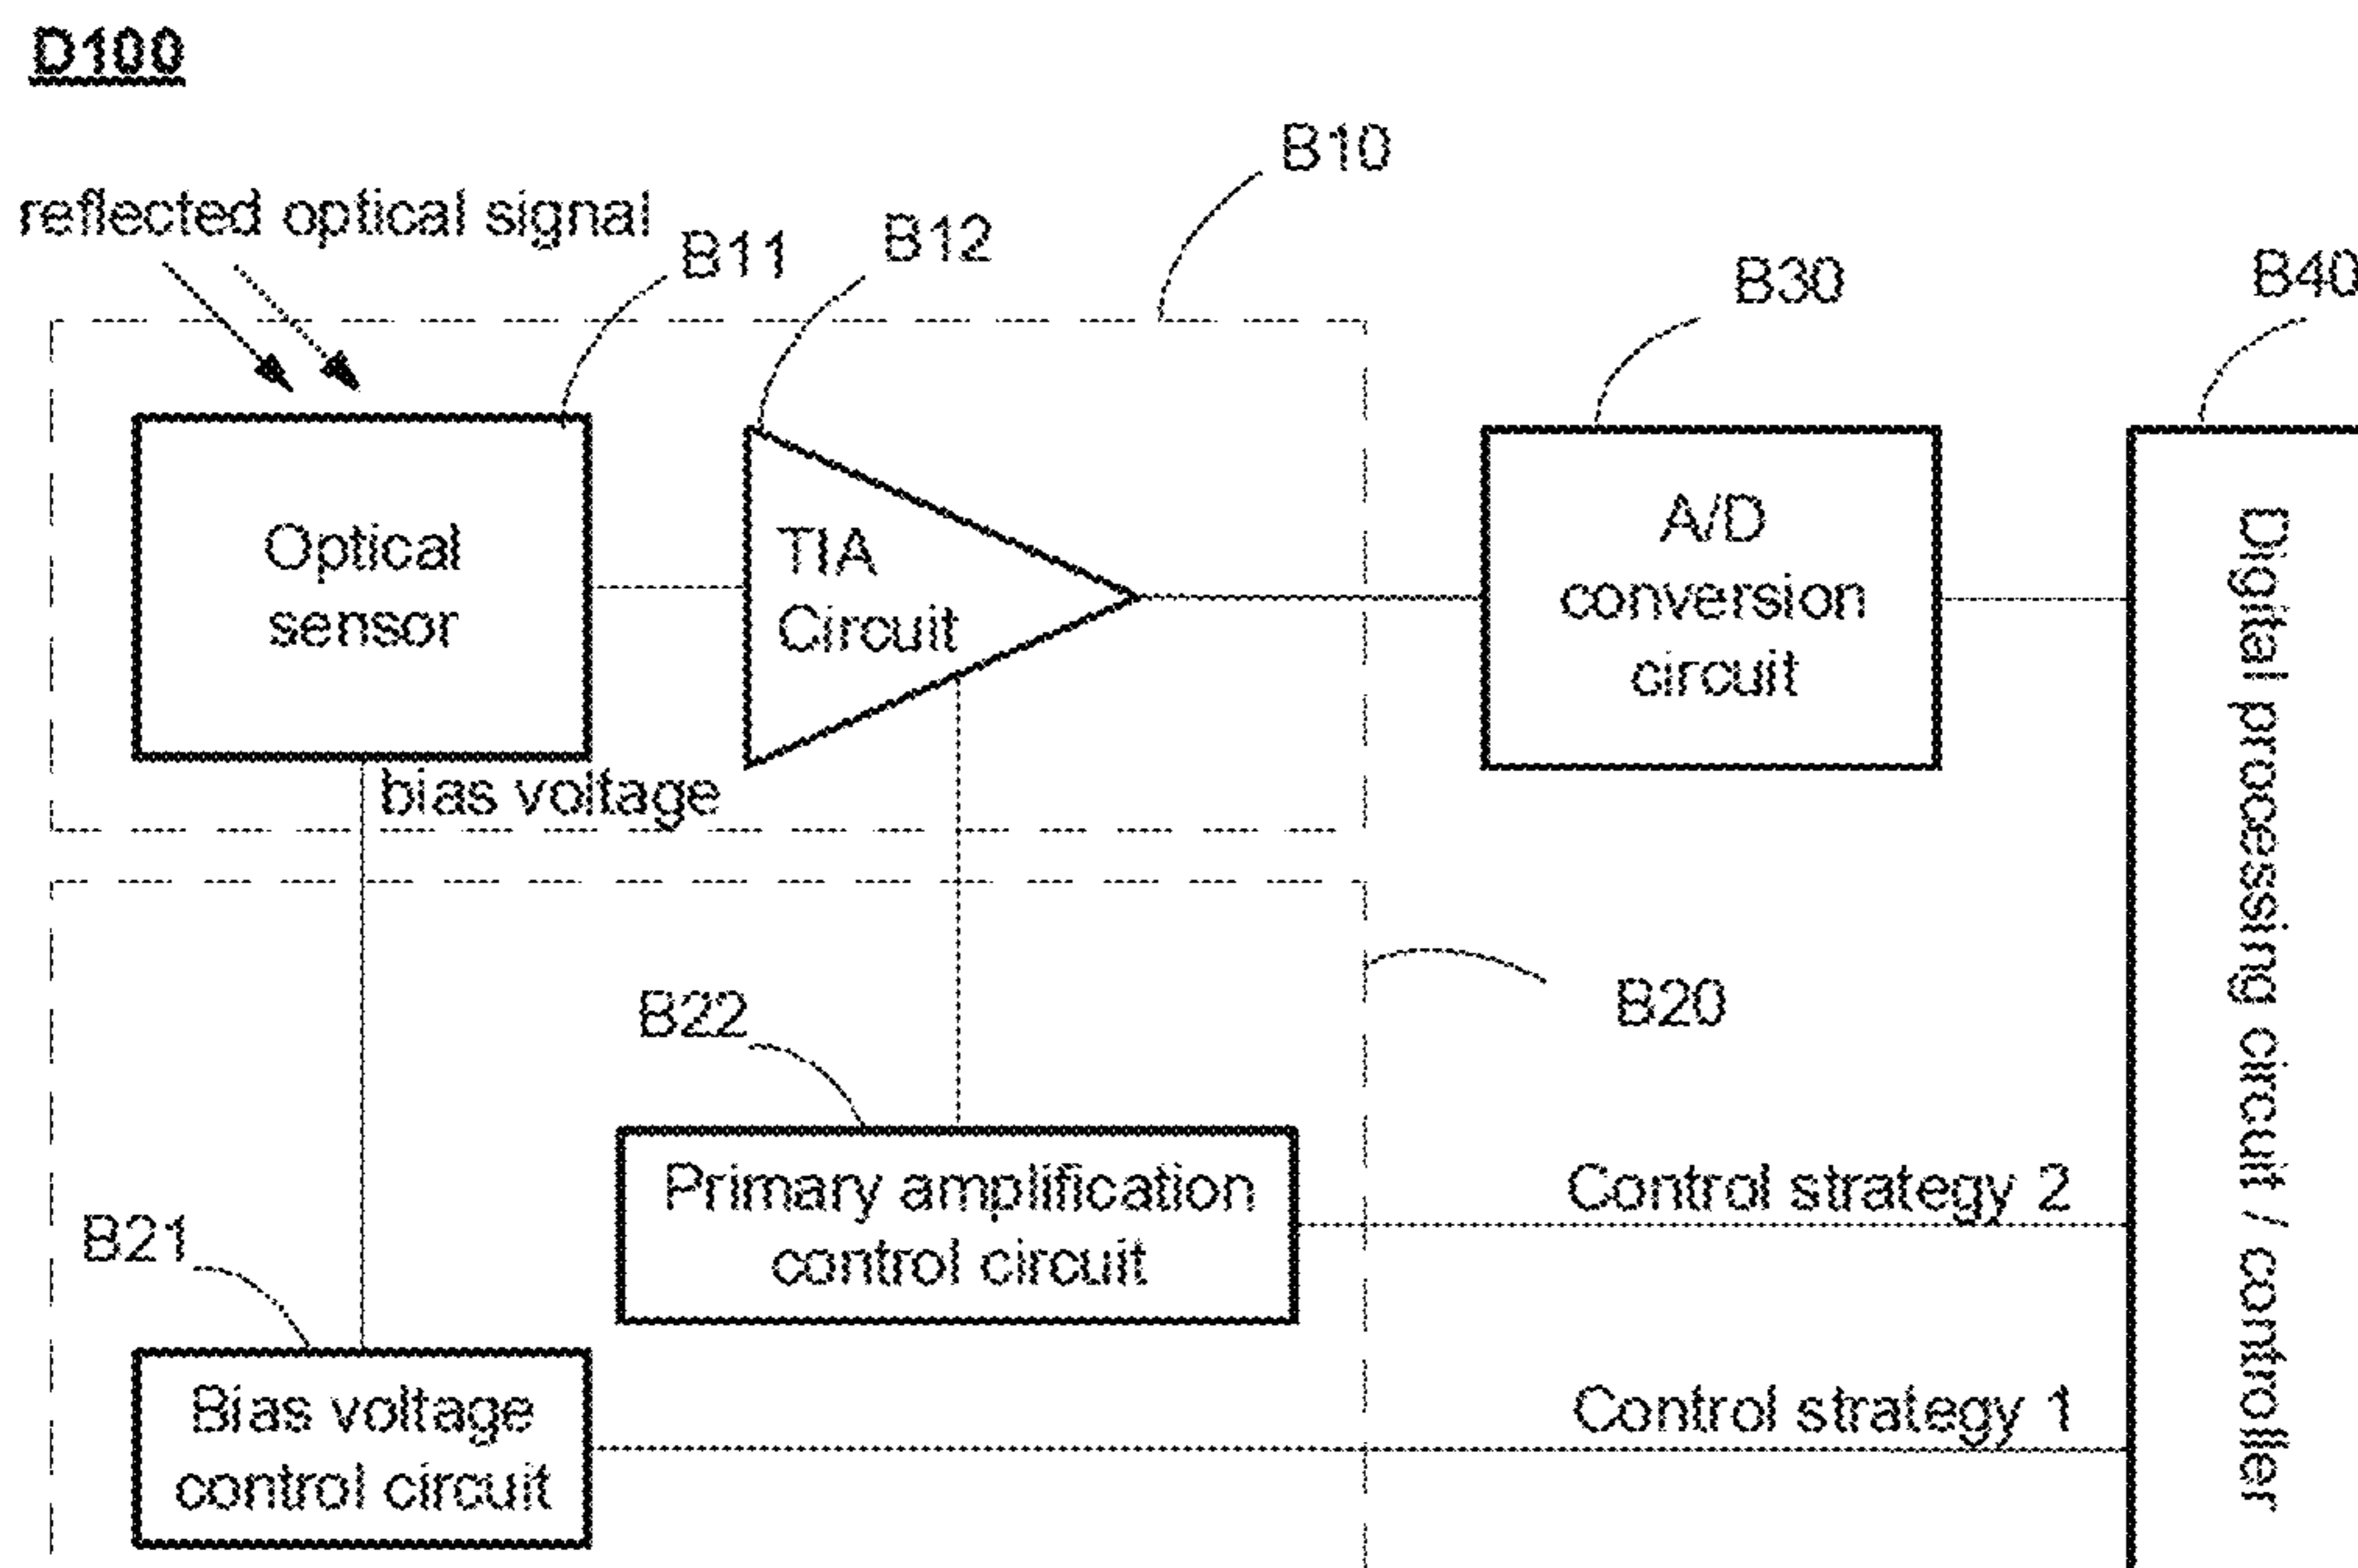 D100
B10
reflected optical signal
B11
B12
B30
B40
Optical
sensor
TIA
Circuit
A/D
conversion
circuit
Digital processing circuit / controller
bias voltage
B20
B22
Primary amplification
control circuit
Control strategy 2
B21
Bias voltage
control circuit
Control strategy 1